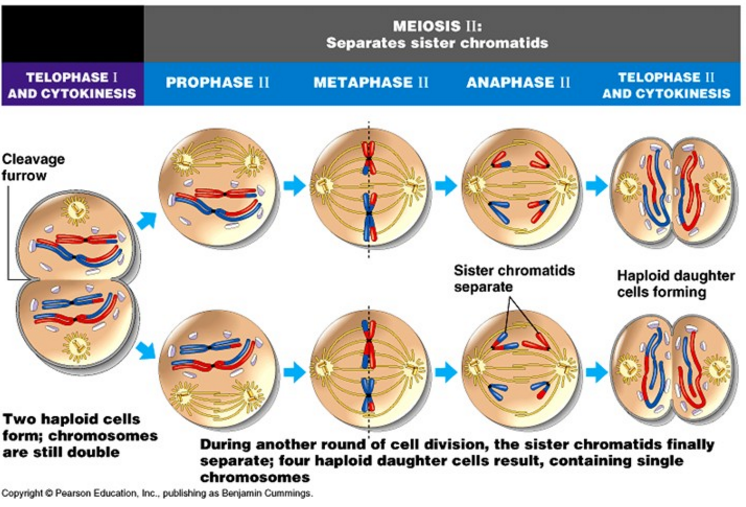 MEIOSIS II:
Separates sister chromatids
TELOPHASE I
AND CYTOKINESIS
PROPHASE II
METAPHASE II
ANAPHASE II
TELOPHASE II
AND CYTOKINESIS
Cleavage
furrow
Sister chromatids
separate
Haploid daughter
cells forming
Two haploid cells
form; chromosomes
are still double
During another round of cell division, the sister chromatids finally
separate; four haploid daughter cells result, containing single
chromosomes
Copyright © Pearson Education, Inc., publishing as Benjamin Cummings.